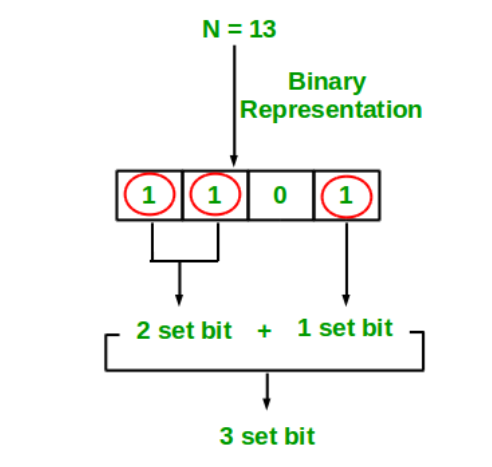 N = 13
Binary
Representation
1 1 0 1
2 set bit + 1 set bit
3 set bit